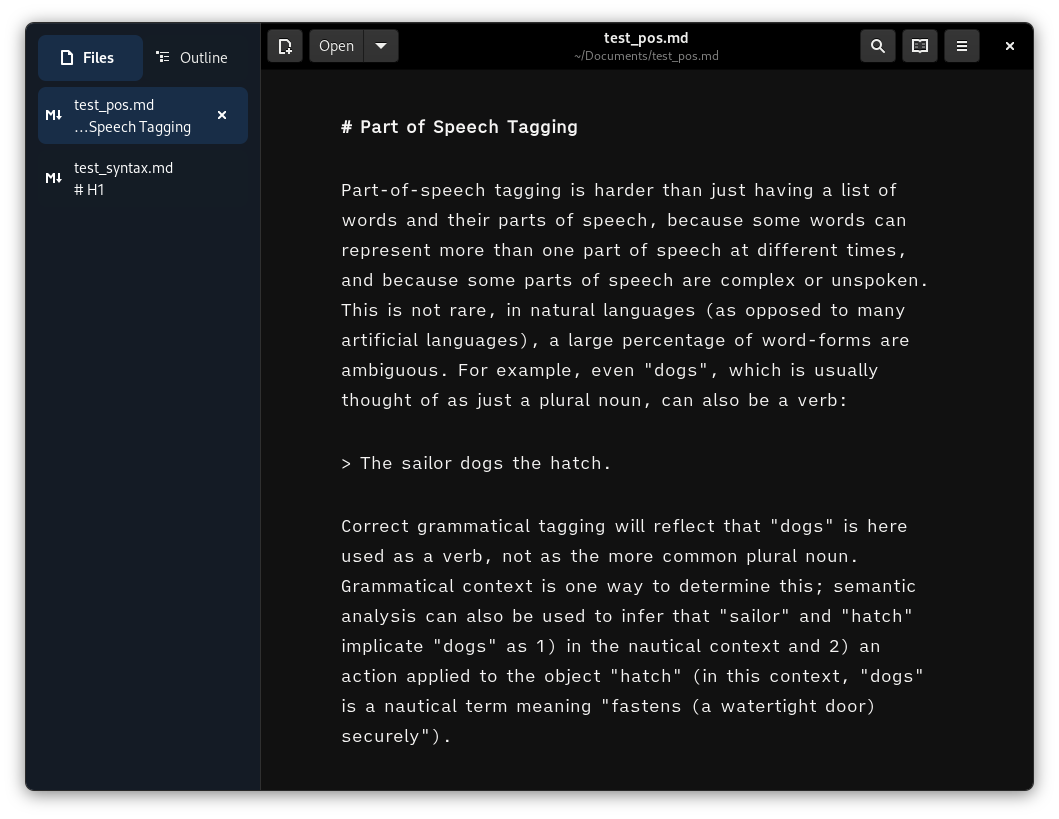 Files
Outline
test_pos.md
...Speech Tagging
test_syntax.md
# H1
Open
test_pos.md
~/Documents/test_pos.md
# Part of Speech Tagging
Part-of-speech tagging is harder than just having a list of
words and their parts of speech, because some words can
represent more than one part of speech at different times,
and because some parts of speech are complex or unspoken.
This is not rare, in natural languages (as opposed to many
artificial languages), a large percentage of word-forms are
ambiguous. For example, even "dogs", which is usually
thought of as just a plural noun, can also be a verb:
> The sailor dogs the hatch.
Correct grammatical tagging will reflect that "dogs" is here
used as a verb, not as the more common plural noun.
Grammatical context is one way to determine this; semantic
analysis can also be used to infer that "sailor" and "hatch"
implicate "dogs" as 1) in the nautical context and 2) an
action applied to the object "hatch" (in this context, "dogs"
is a nautical term meaning "fastens (a watertight door)
securely").